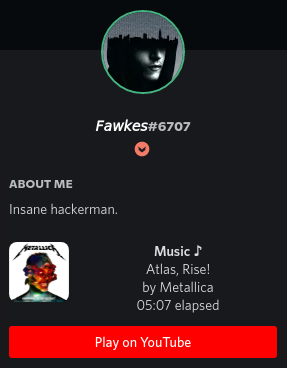 Fawkes#6707
ABOUT ME
Insane hackerman.
METALLICA
Music ♪
Atlas, Rise!
by Metallica
05:07 elapsed
Play on YouTube